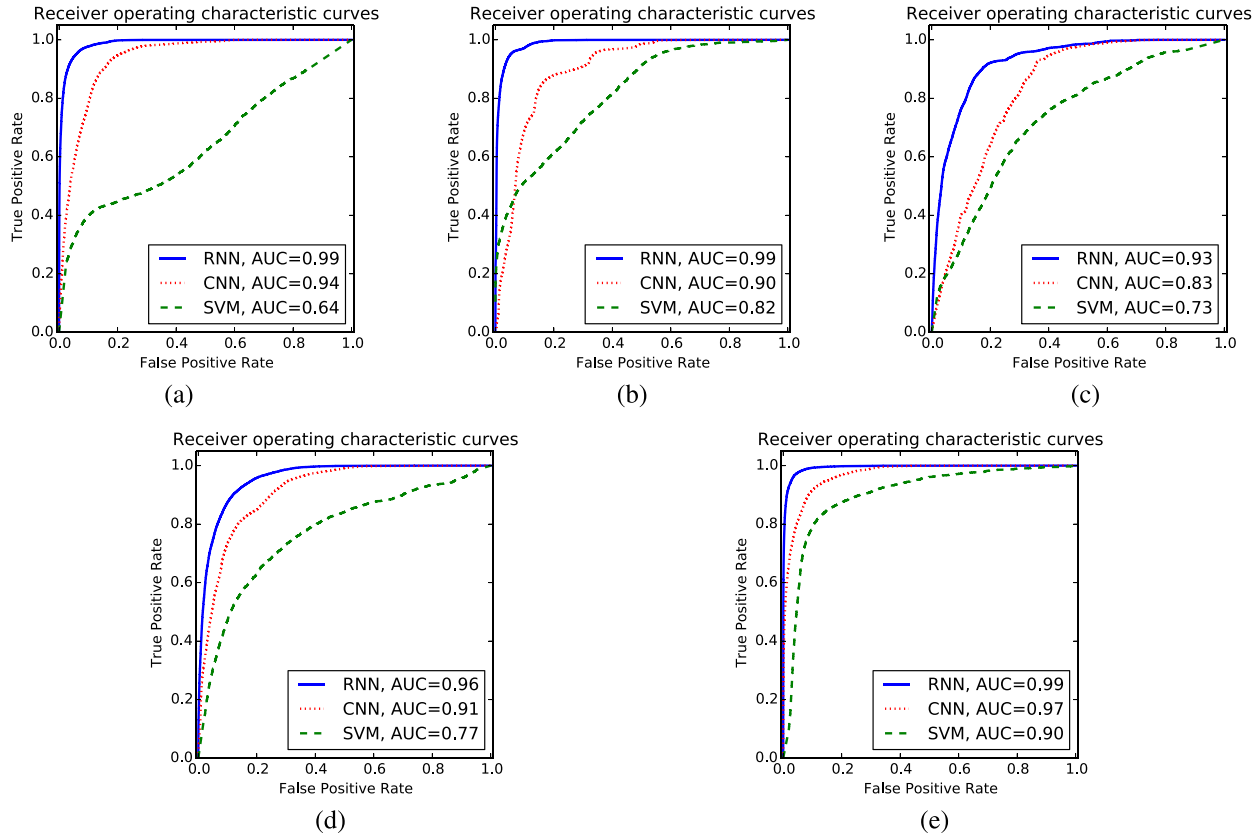 Receiver operating characteristic curves
True Positive Rate
1.0
0.8
0.6
0.4
0.2
0.0
RNN, AUC=0.99
CNN, AUC=0.94
SVM, AUC=0.64
0.0 0.2 0.4 0.6 0.8 1.0
False Positive Rate
(a)
Receiver operating characteristic curves
True Positive Rate
1.0
0.8
0.6
0.4
0.2
0.0
RNN, AUC=0.99
CNN, AUC=0.90
SVM, AUC=0.82
0.0 0.2 0.4 0.6 0.8 1.0
False Positive Rate
(b)
Receiver operating characteristic curves
True Positive Rate
1.0
0.8
0.6
0.4
0.2
0.0
RNN, AUC=0.93
CNN, AUC=0.83
SVM, AUC=0.73
0.0 0.2 0.4 0.6 0.8 1.0
False Positive Rate
(c)
Receiver operating characteristic curves
True Positive Rate
1.0
0.8
0.6
0.4
0.2
0.0
RNN, AUC=0.96
CNN, AUC=0.91
SVM, AUC=0.77
0.0 0.2 0.4 0.6 0.8 1.0
False Positive Rate
(d)
Receiver operating characteristic curves
True Positive Rate
1.0
0.8
0.6
0.4
0.2
0.0
RNN, AUC=0.99
CNN, AUC=0.97
SVM, AUC=0.90
0.0 0.2 0.4 0.6 0.8 1.0
False Positive Rate
(e)